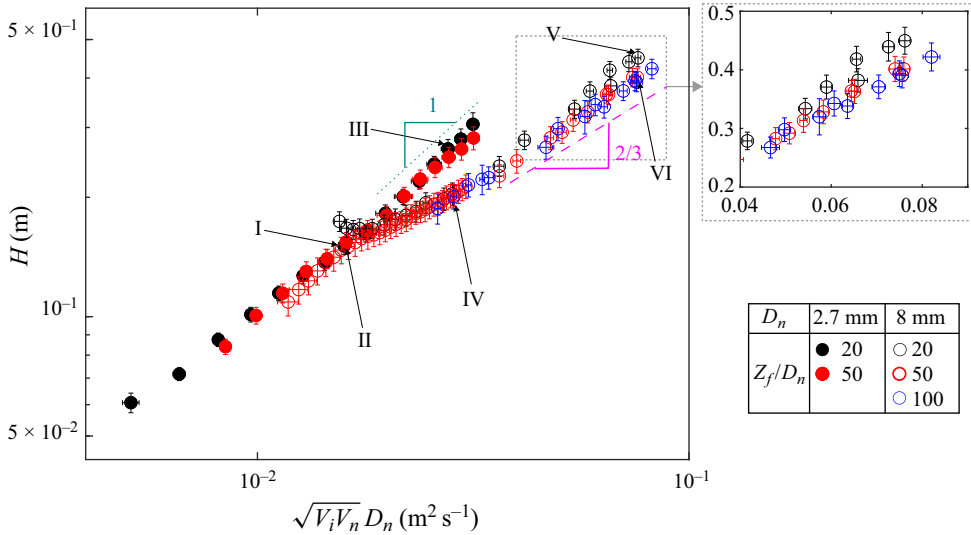 5 × 10⁻¹
10⁻¹
5 × 10⁻²
H (m)
10⁻²
10⁻¹
√VᵢVₙ Dₙ (m² s⁻¹)
1
2/3
I
II
III
IV
V
VI
0.5
0.4
0.3
0.2
0.04
0.06
0.08
Dₙ 2.7 mm 8 mm
Z_f/Dₙ
20 20
50 50
100